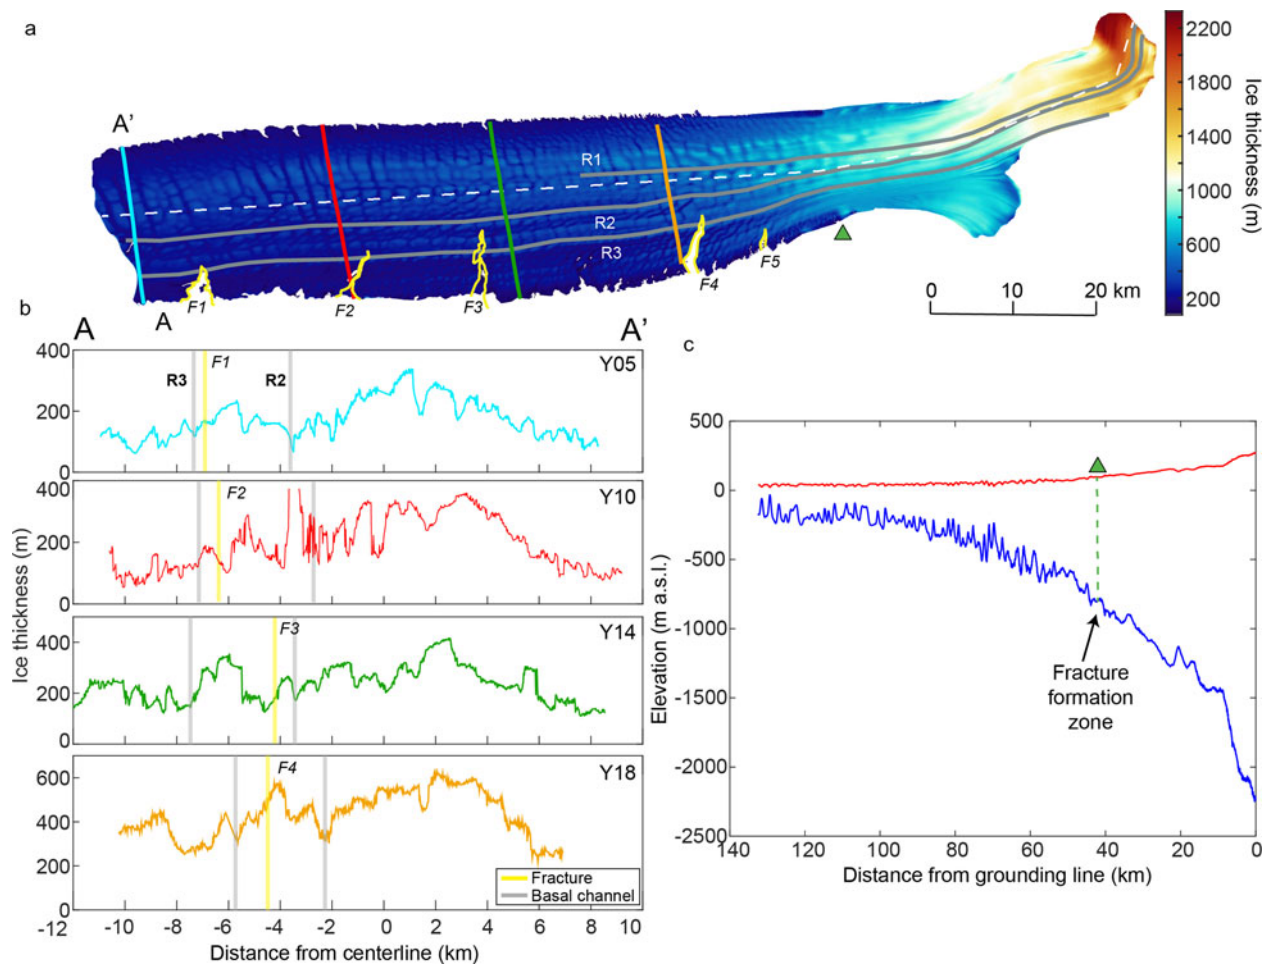 a
A'
R1
R2
R3
F1
F2
F3
F4
F5
A
0 10 20 km
2200
1800
1400
1000
600
200
Ice thickness (m)
b
A A'
400
200
0
R3
F1
R2
Y05
400
200
0
F2
Y10
400
200
0
F3
Y14
600
400
200
0
F4
Y18
Fracture
Basal channel
Ice thickness (m)
-12 -10 -8 -6 -4 -2 0 2 4 6 8 10
Distance from centerline (km)
c
500
0
-500
-1000
-1500
-2000
-2500
Elevation (m a.s.l.)
Fracture
formation
zone
140 120 100 80 60 40 20 0
Distance from grounding line (km)